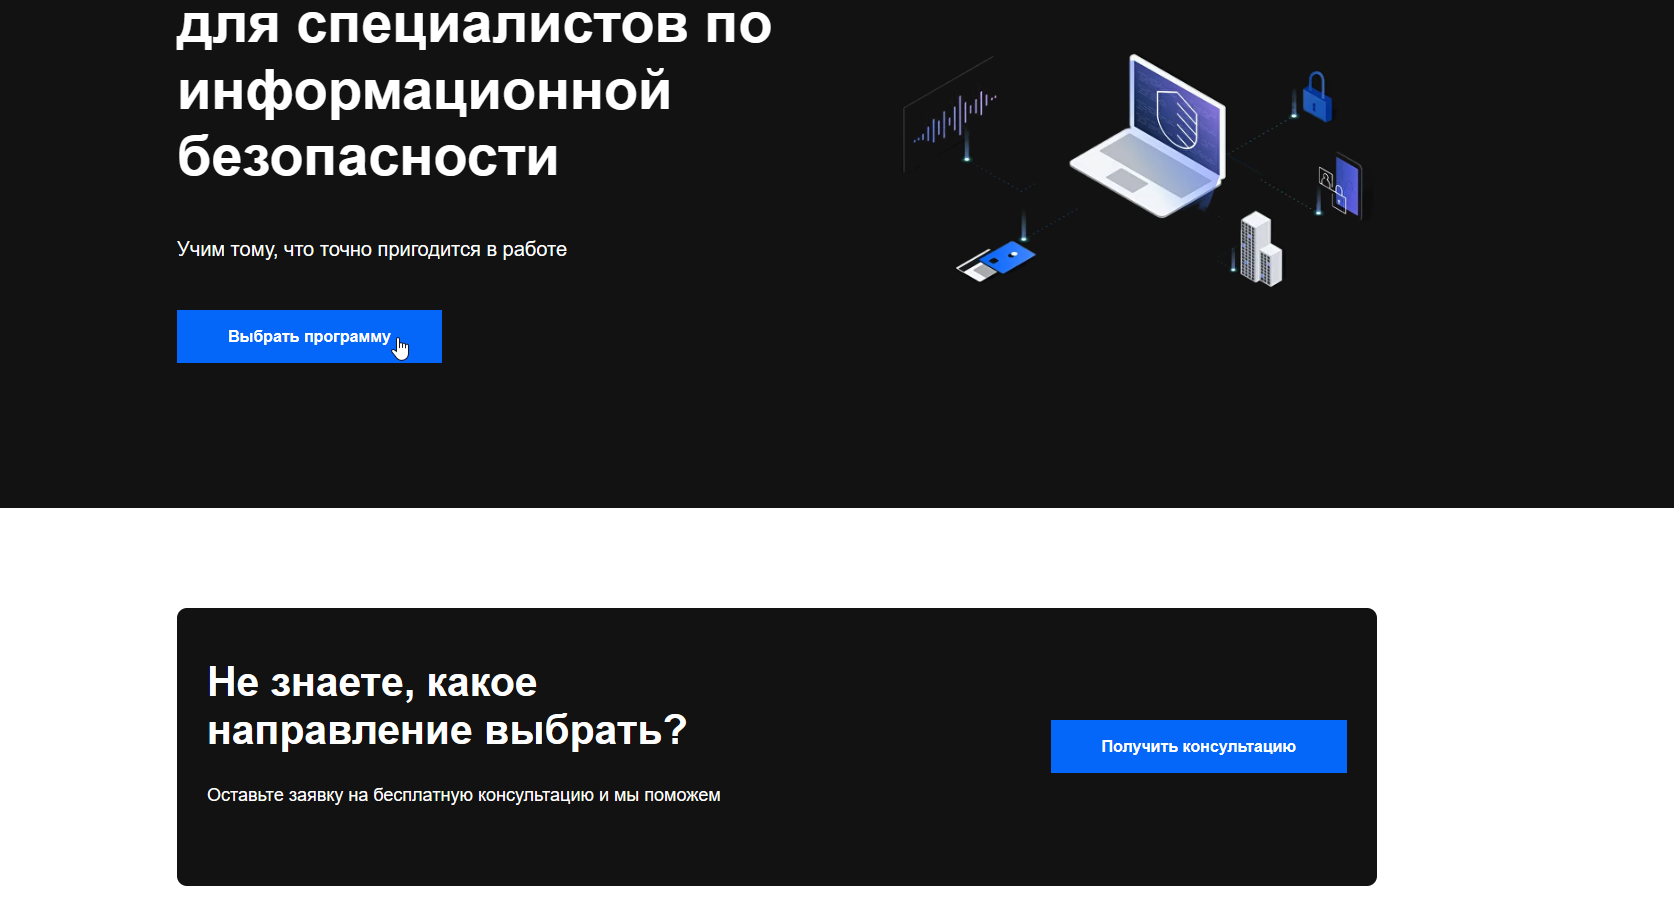 для специалистов по
информационной
безопасности
Учим тому, что точно пригодится в работе
Выбрать программу
Не знаете, какое
направление выбрать?
Оставьте заявку на бесплатную консультацию и мы поможем
Получить консультацию